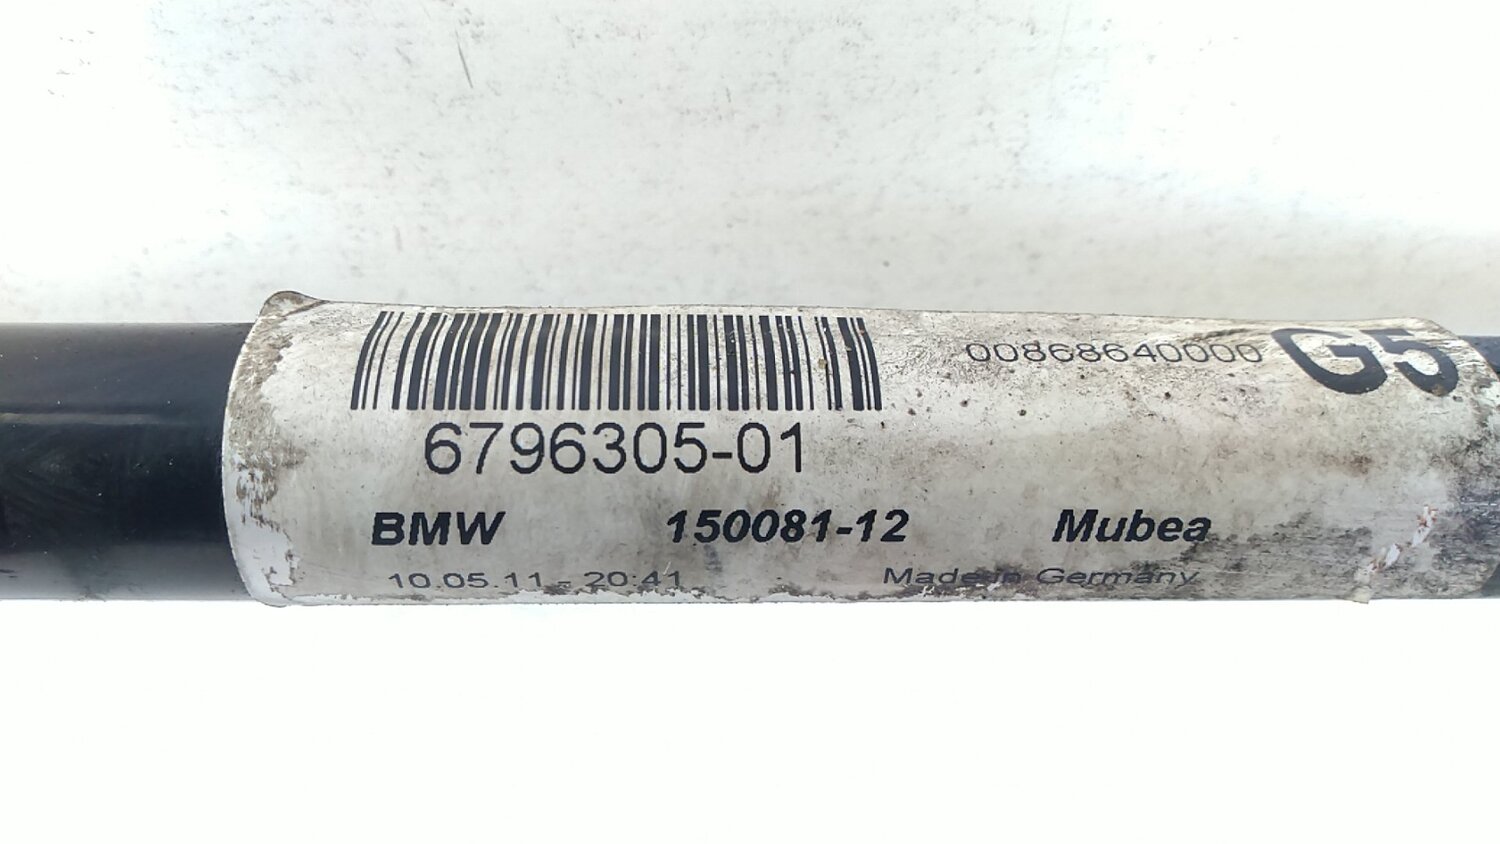 00868640000 G5
6796305-01
BMW 150081-12 Mubea
10.05.11 - 20:41 Made in Germany